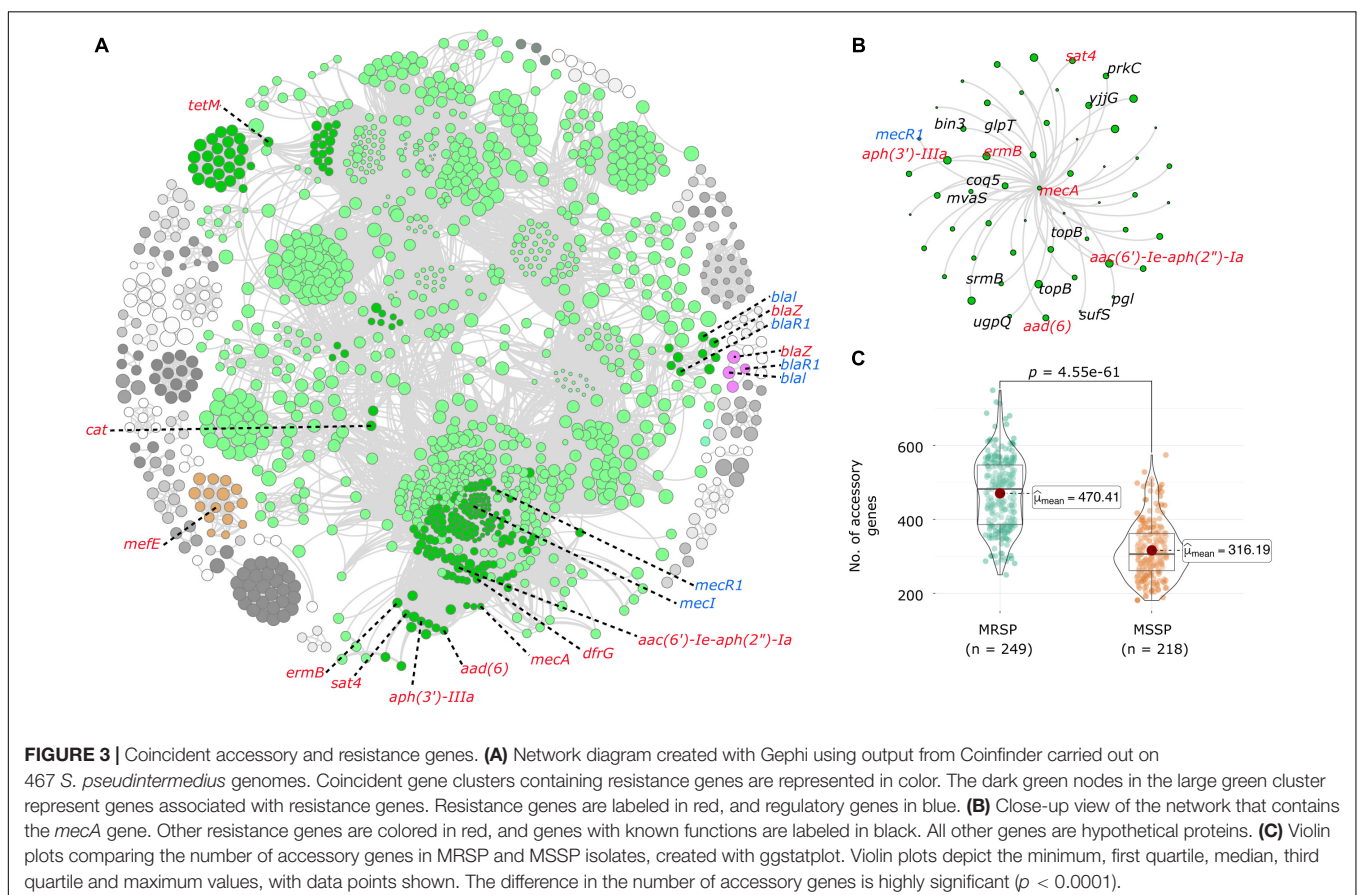 A
tetM
blaI
blaZ
blaR1
blaZ
blaR1
blaI
cat
mefE
mecR1
mecI
aac(6')-Ie-aph(2")-Ia
dfrG
mecA
aad(6)
aph(3')-IIIa
sat4
ermB
B
sat4
prkC
yjjG
bin3
glpT
mecR1
aph(3')-IIIa
ermB
coq5
mecA
mvaS
topB
aac(6')-Ie-aph(2")-Ia
srmB
topB
pgl
sufS
ugpQ
aad(6)
C
p = 4.55e-61
No. of accessory
genes
600
400
200
μ̂mean = 470.41
μ̂mean = 316.19
MRSP
(n = 249)
MSSP
(n = 218)
FIGURE 3 | Coincident accessory and resistance genes. (A) Network diagram created with Gephi using output from Coinfinder carried out on
467 S. pseudintermedius genomes. Coincident gene clusters containing resistance genes are represented in color. The dark green nodes in the large green cluster
represent genes associated with resistance genes. Resistance genes are labeled in red, and regulatory genes in blue. (B) Close-up view of the network that contains
the mecA gene. Other resistance genes are colored in red, and genes with known functions are labeled in black. All other genes are hypothetical proteins. (C) Violin
plots comparing the number of accessory genes in MRSP and MSSP isolates, created with ggstatplot. Violin plots depict the minimum, first quartile, median, third
quartile and maximum values, with data points shown. The difference in the number of accessory genes is highly significant (p < 0.0001).